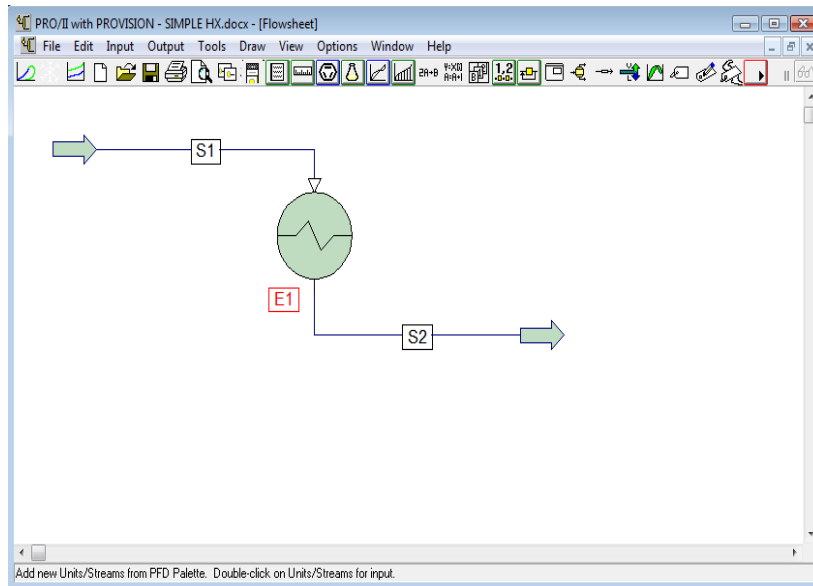 PRO/II with PROVISION - SIMPLE HX.docx - [Flowsheet]
File Edit Input Output Tools Draw View Options Window Help
S1
E1
S2
Add new Units/Streams from PFD Palette. Double-click on Units/Streams for input.